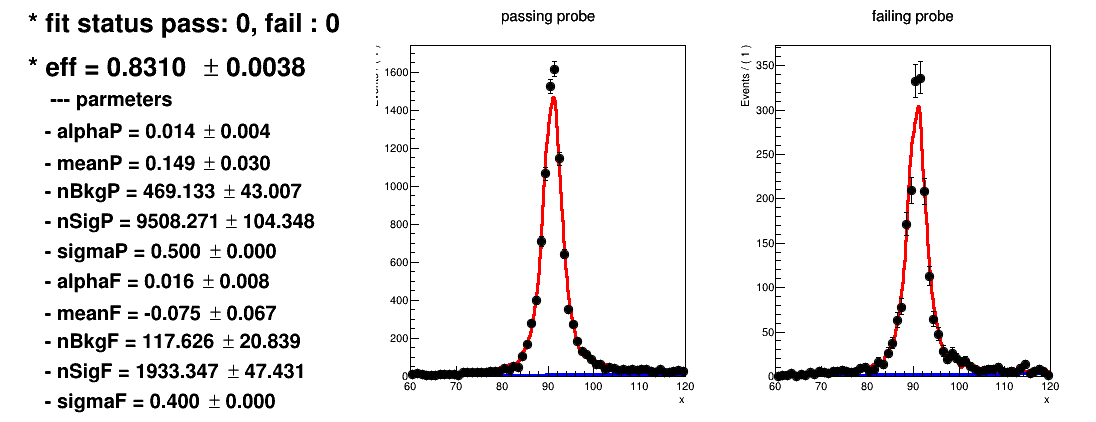 * fit status pass: 0, fail : 0
* eff = 0.8310 ± 0.0038
--- parmeters
- alphaP = 0.014 ± 0.004
- meanP = 0.149 ± 0.030
- nBkgP = 469.133 ± 43.007
- nSigP = 9508.271 ± 104.348
- sigmaP = 0.500 ± 0.000
- alphaF = 0.016 ± 0.008
- meanF = -0.075 ± 0.067
- nBkgF = 117.626 ± 20.839
- nSigF = 1933.347 ± 47.431
- sigmaF = 0.400 ± 0.000
passing probe
1600
1400
1200
1000
800
600
400
200
0
60 70 80 90 100 110 120
x
failing probe
Events / ( 1 )
350
300
250
200
150
100
50
0
60 70 80 90 100 110 120
x